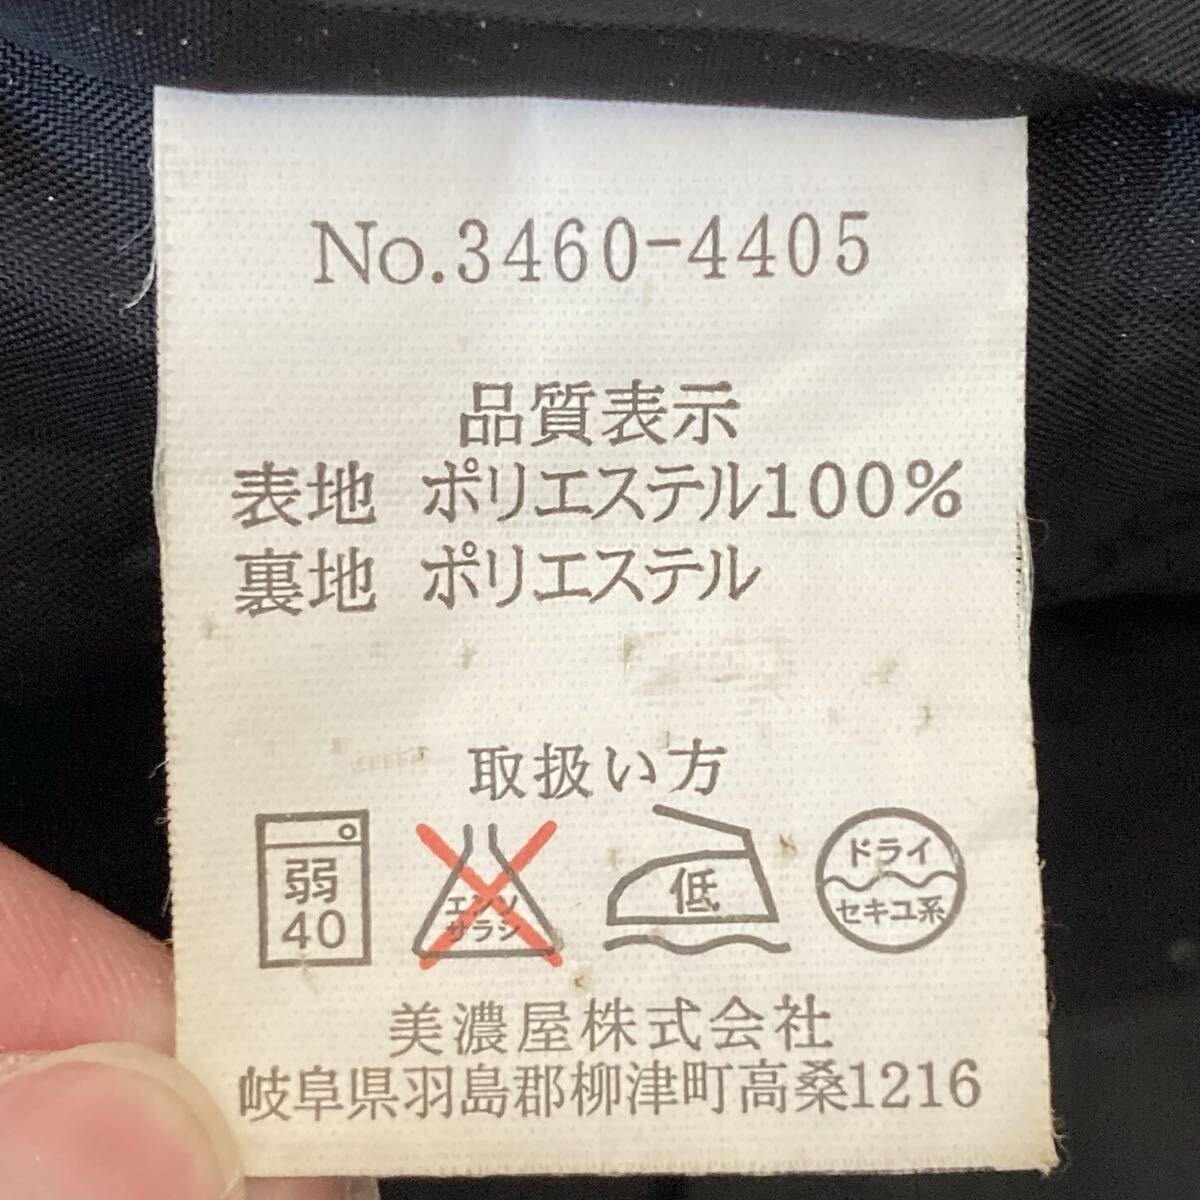 No.3460-4405
品質表示
表地 ポリエステル100%
裏地 ポリエステル
取扱い方
弱
40
エンソ
サラシ
低
ドライ
セキユ系
美濃屋株式会社
岐阜県羽島郡柳津町高桑1216